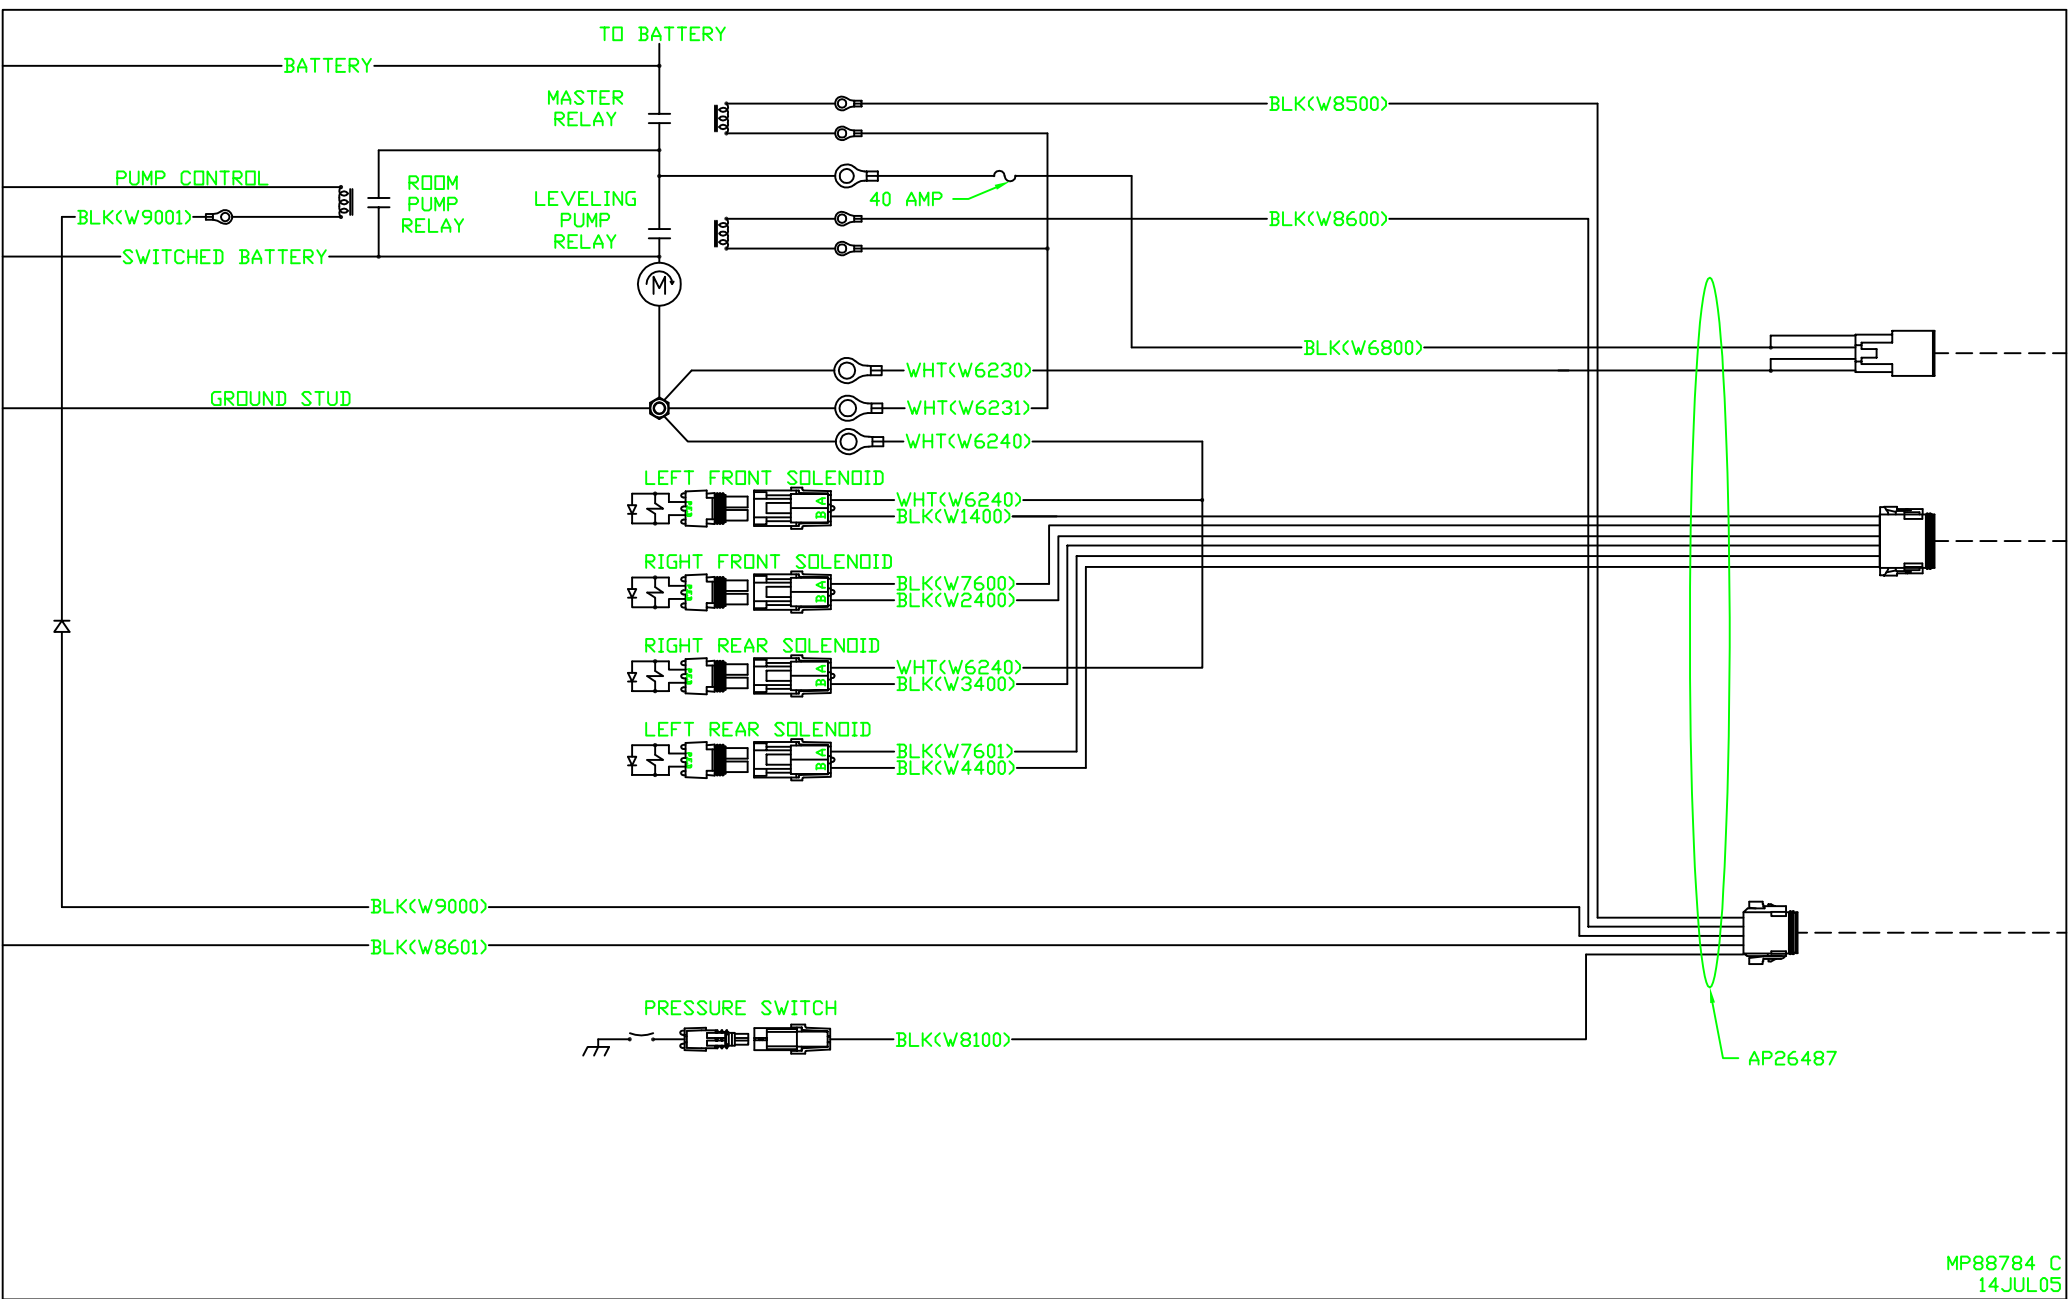 TO BATTERY
BATTERY
MASTER
RELAY
BLK(W8500)
PUMP CONTROL
ROOM
PUMP
RELAY
LEVELING
PUMP
RELAY
40 AMP
BLK(W9001)
BLK(W8600)
SWITCHED BATTERY
M
BLK(W6800)
WHT(W6230)
GROUND STUD
WHT(W6231)
WHT(W6240)
LEFT FRONT SOLENOID
A
B
WHT(W6240)
BLK(W1400)
RIGHT FRONT SOLENOID
A
B
BLK(W7600)
BLK(W2400)
RIGHT REAR SOLENOID
A
B
WHT(W6240)
BLK(W3400)
LEFT REAR SOLENOID
A
B
BLK(W7601)
BLK(W4400)
BLK(W9000)
BLK(W8601)
PRESSURE SWITCH
BLK(W8100)
AP26487
MP88784 C
14JUL05